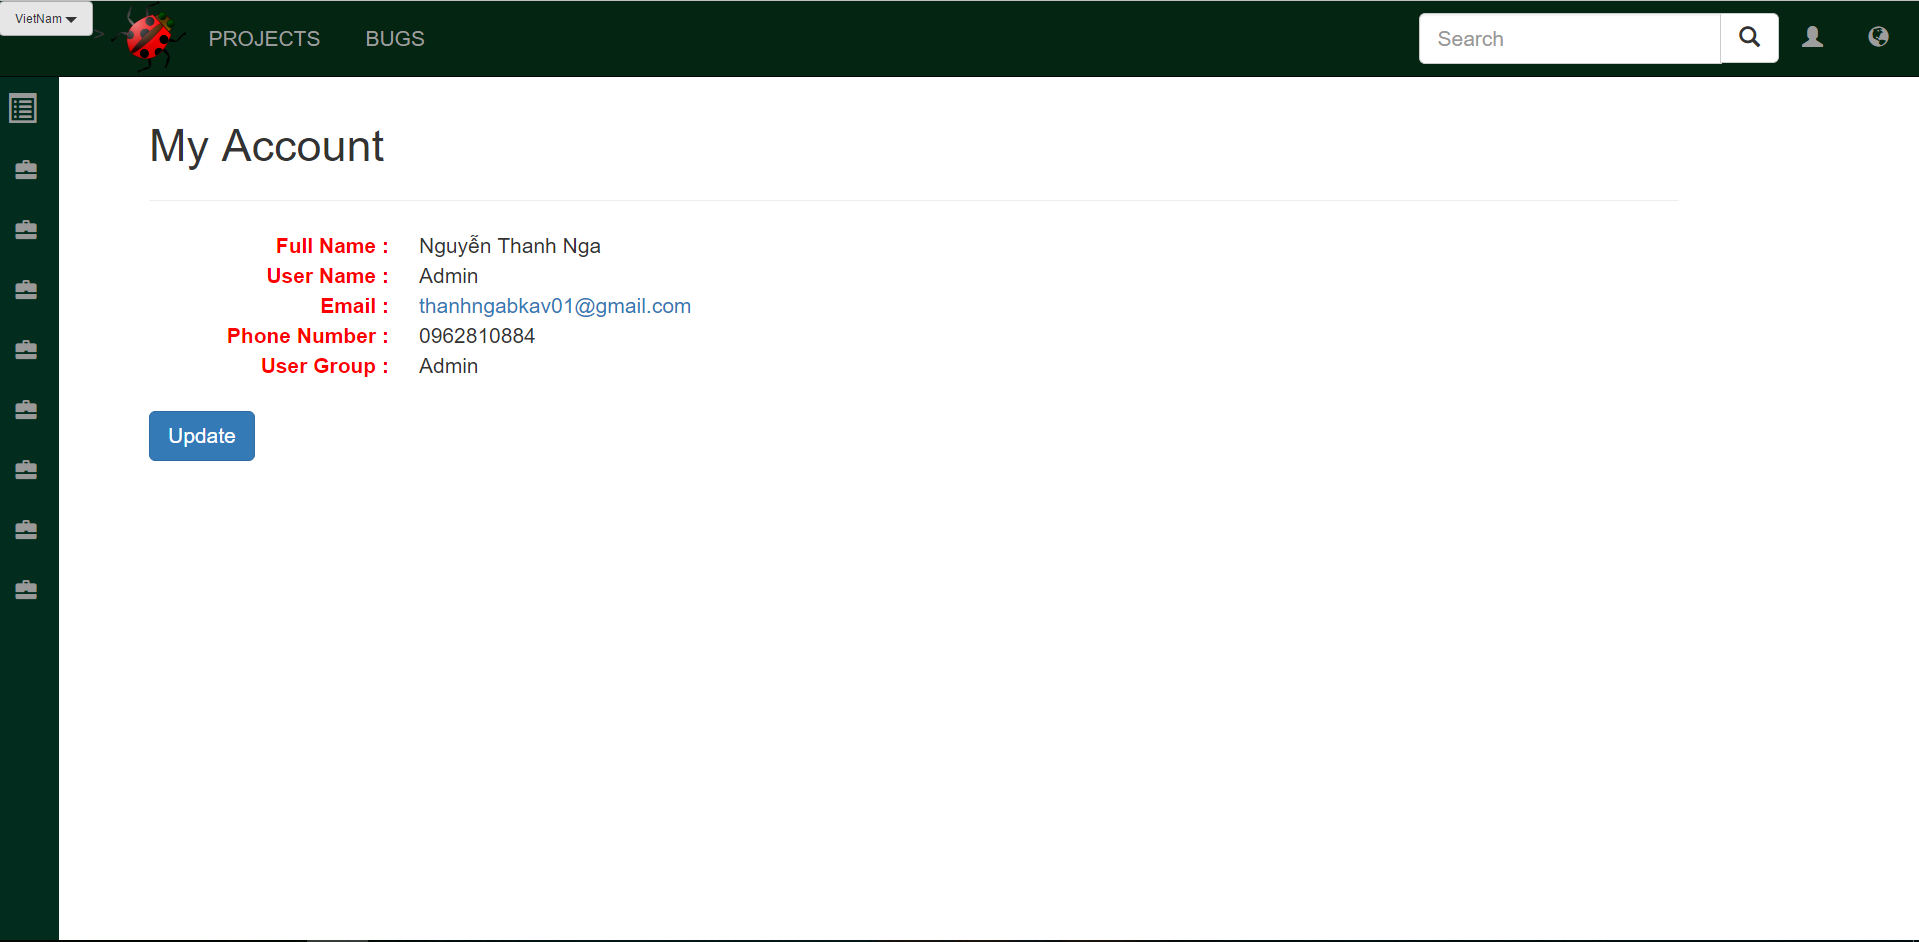 VietNam
>
PROJECTS
BUGS
Search
My Account
Full Name : Nguyễn Thanh Nga
User Name : Admin
Email : thanhngabkav01@gmail.com
Phone Number : 0962810884
User Group : Admin
Update